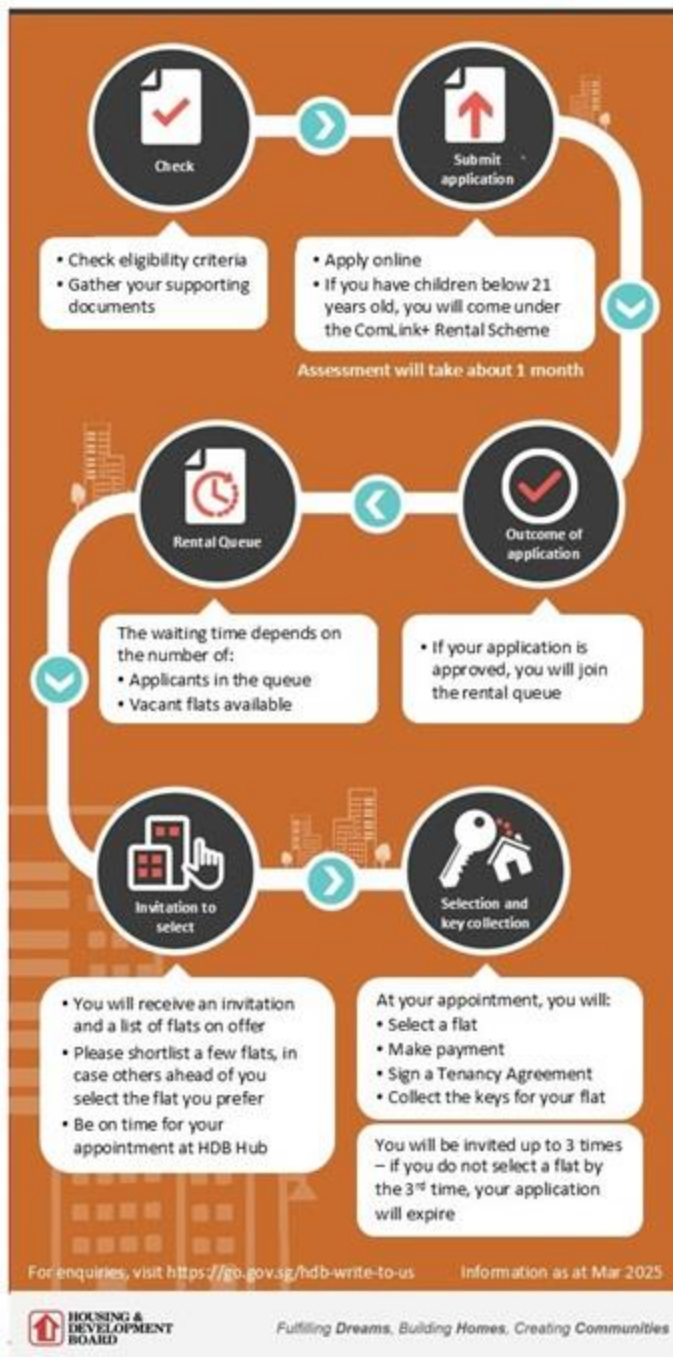 Check
Submit
application
• Check eligibility criteria
• Gather your supporting
documents
• Apply online
• If you have children below 21
years old, you will come under
the ComLink+ Rental Scheme
Assessment will take about 1 month
Outcome of
application
• If your application is
approved, you will join
the rental queue
Rental Queue
The waiting time depends on
the number of:
• Applicants in the queue
• Vacant flats available
Invitation to
select
• You will receive an invitation
and a list of flats on offer
• Please shortlist a few flats, in
case others ahead of you
select the flat you prefer
• Be on time for your
appointment at HDB Hub
Selection and
key collection
At your appointment, you will:
• Select a flat
• Make payment
• Sign a Tenancy Agreement
• Collect the keys for your flat
You will be invited up to 3 times
– if you do not select a flat by
the 3rd time, your application
will expire
For enquiries, visit https://go.gov.sg/hdb-write-to-us
Information as at Mar 2025
HOUSING &
DEVELOPMENT
BOARD
Fulfilling Dreams, Building Homes, Creating Communities